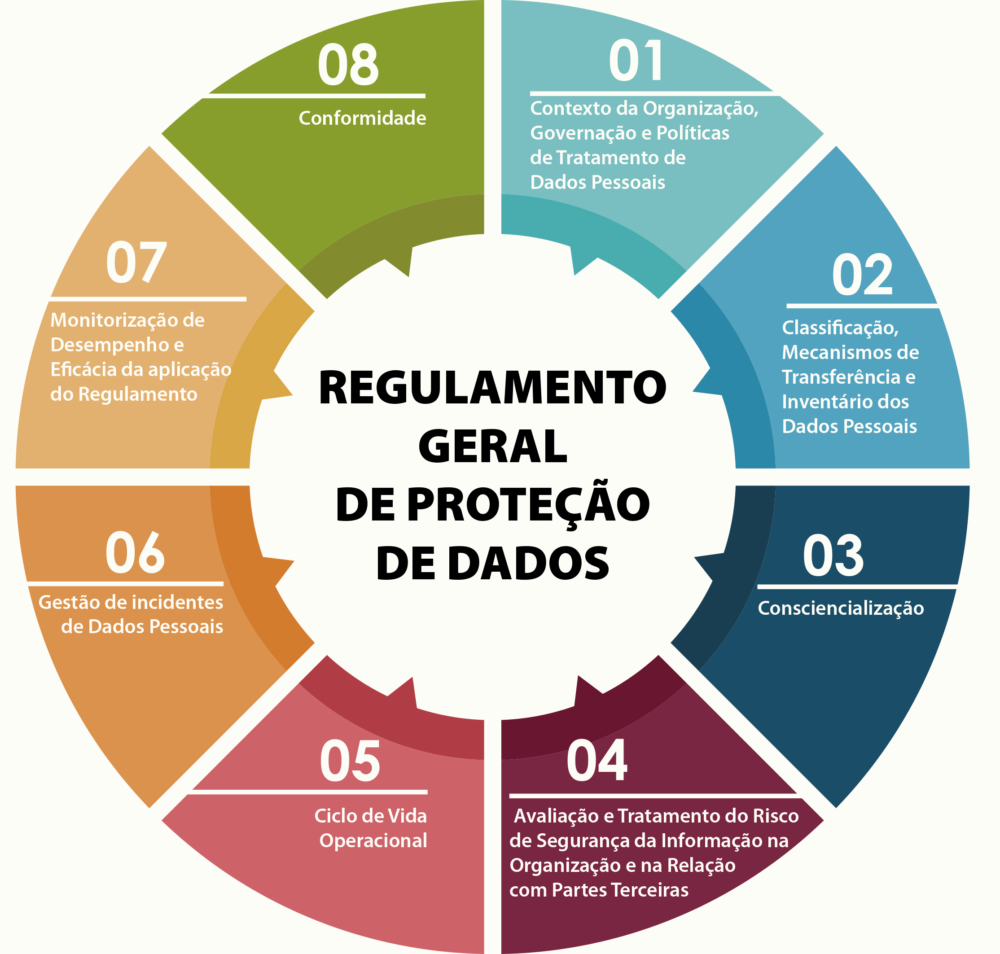 REGULAMENTO
GERAL
DE PROTEÇÃO
DE DADOS
01
Contexto da Organização,
Governação e Políticas
de Tratamento de
Dados Pessoais
02
Classificação,
Mecanismos de
Transferência e
Inventário dos
Dados Pessoais
03
Consciencialização
04
Avaliação e Tratamento do Risco
de Segurança da Informação na
Organização e na Relação
com Partes Terceiras
05
Ciclo de Vida
Operacional
06
Gestão de incidentes
de Dados Pessoais
07
Monitorização de
Desempenho e
Eficácia da aplicação
do Regulamento
08
Conformidade